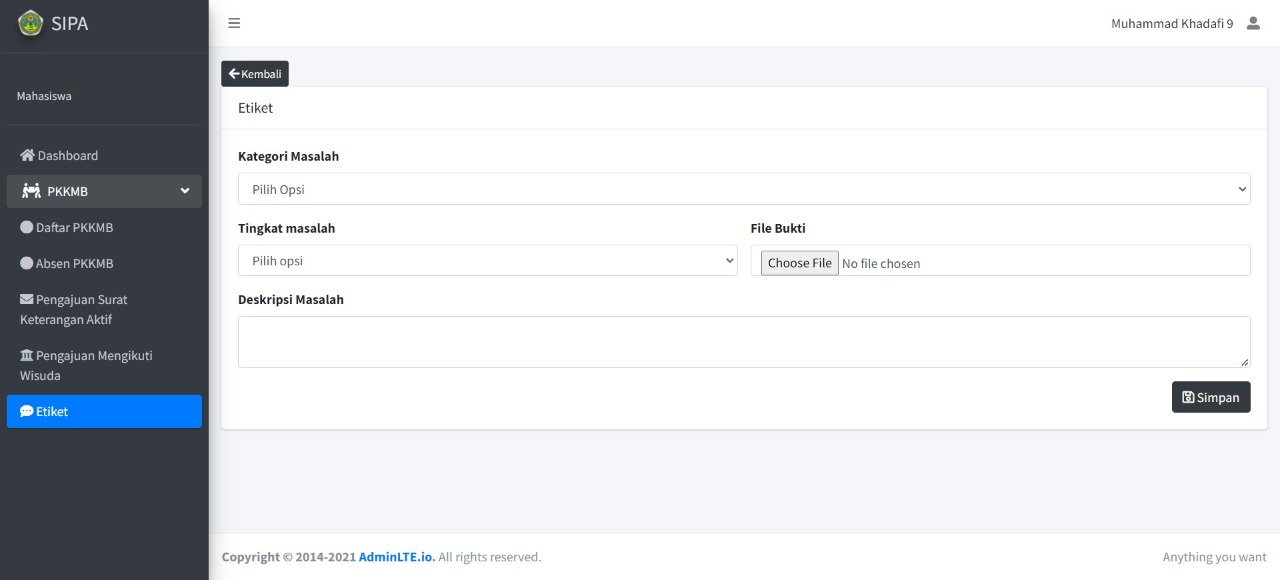 SIPA
Muhammad Khadafi 9
Mahasiswa
Dashboard
PKKMB
Daftar PKKMB
Absen PKKMB
Pengajuan Surat
Keterangan Aktif
Pengajuan Mengikuti
Wisuda
Etiket
Kembali
Etiket
Kategori Masalah
Pilih Opsi
Tingkat masalah
Pilih opsi
File Bukti
Choose File No file chosen
Deskripsi Masalah
Simpan
Copyright © 2014-2021 AdminLTE.io. All rights reserved.
Anything you want